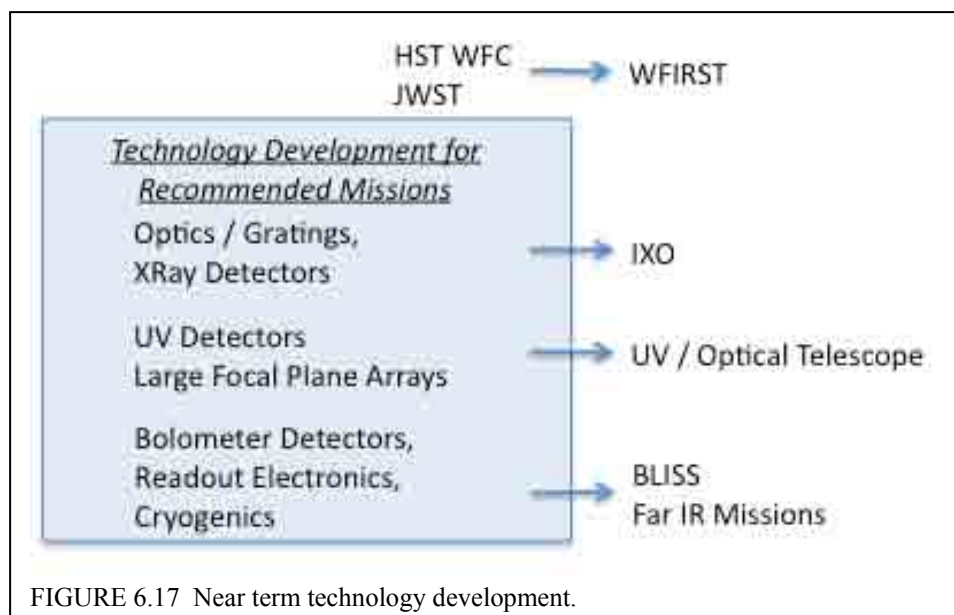 HST WFC
JWST
WFIRST
Technology Development for
Recommended Missions
Optics / Gratings,
XRay Detectors
IXO
UV Detectors
Large Focal Plane Arrays
UV / Optical Telescope
Bolometer Detectors,
Readout Electronics,
Cryogenics
BLISS
Far IR Missions
FIGURE 6.17 Near term technology development.